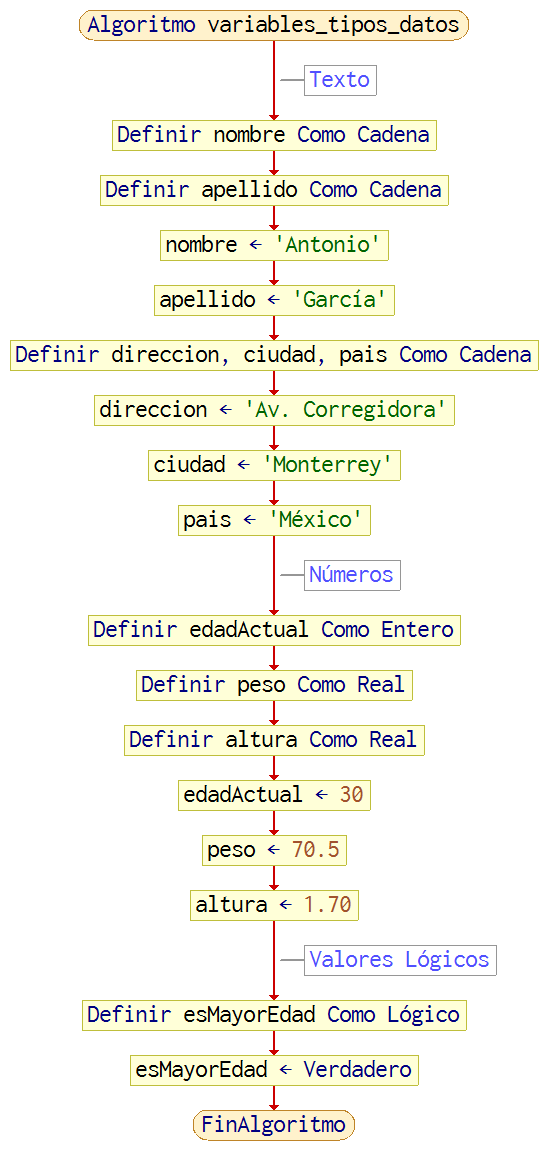 Algoritmo variables_tipos_datos
Texto
Definir nombre Como Cadena
Definir apellido Como Cadena
nombre ← 'Antonio'
apellido ← 'García'
Definir direccion, ciudad, pais Como Cadena
direccion ← 'Av. Corregidora'
ciudad ← 'Monterrey'
pais ← 'México'
Números
Definir edadActual Como Entero
Definir peso Como Real
Definir altura Como Real
edadActual ← 30
peso ← 70.5
altura ← 1.70
Valores Lógicos
Definir esMayorEdad Como Lógico
esMayorEdad ← Verdadero
FinAlgoritmo